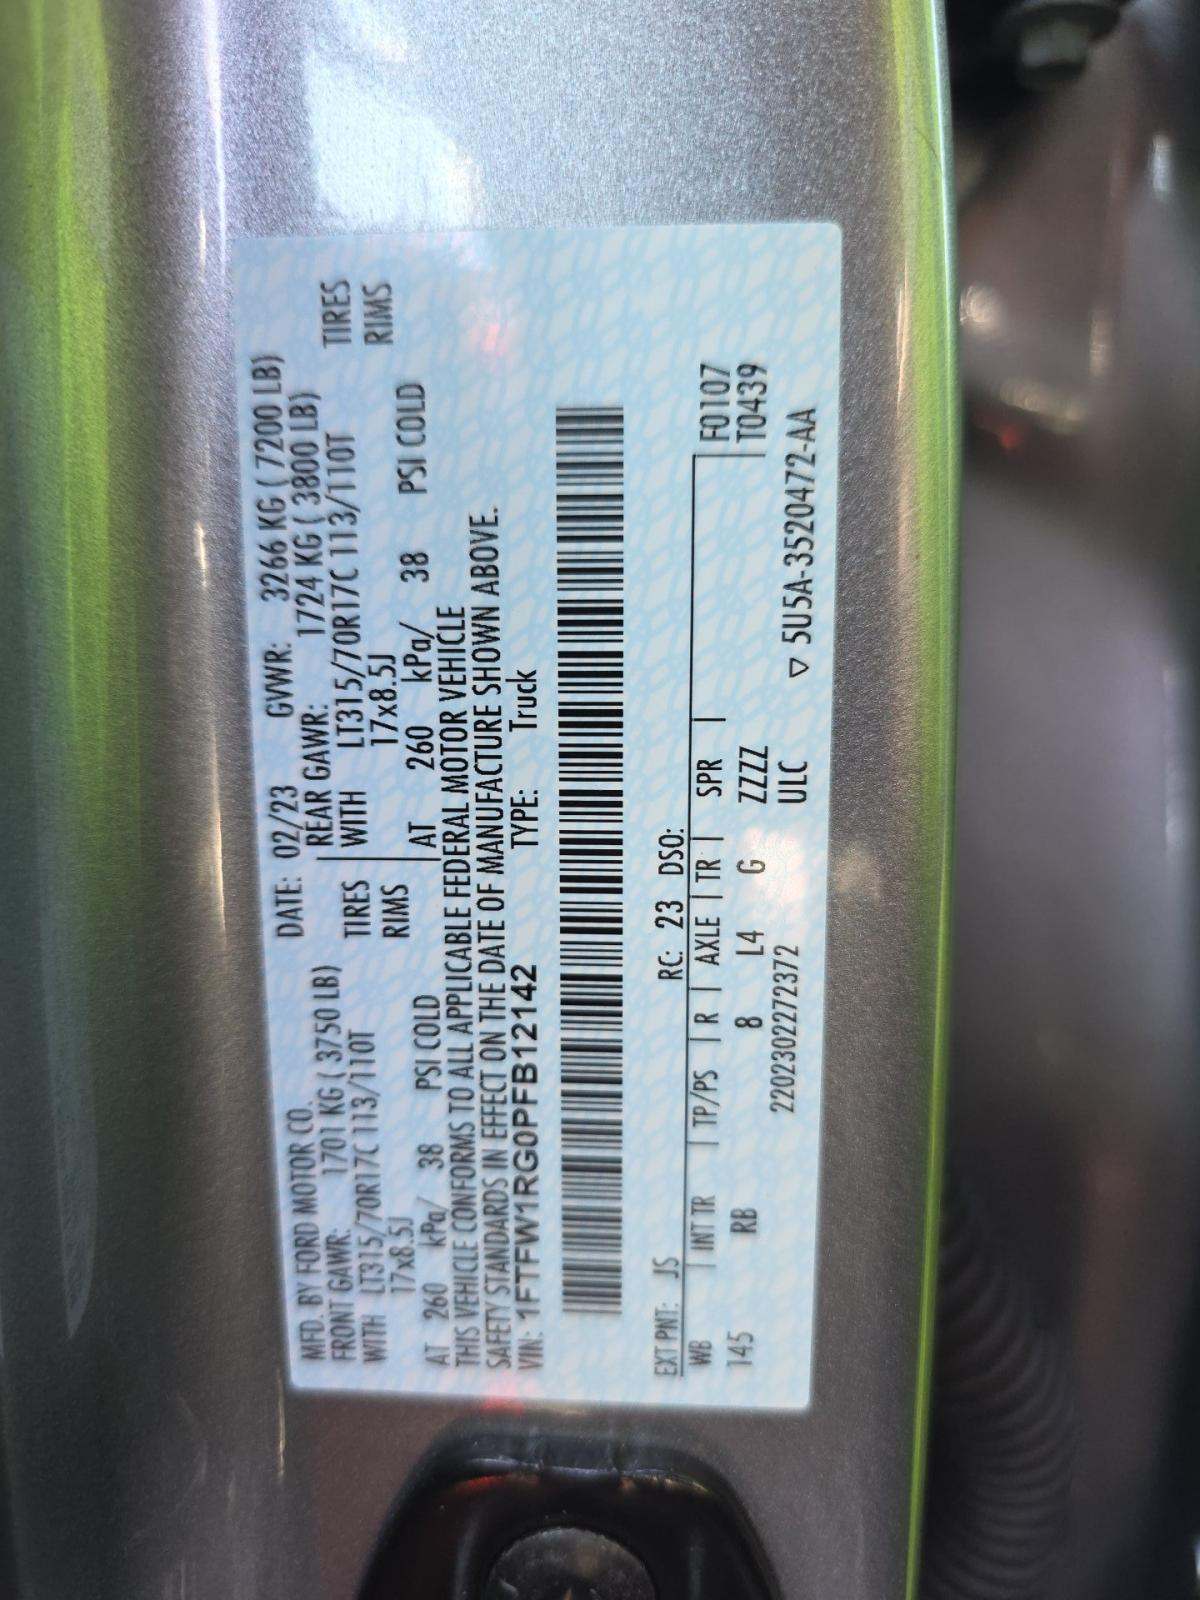 MFD. BY FORD MOTOR CO. DATE: 02/23 GVWR: 3266 KG ( 7200 LB)
FRONT GAWR: 1701 KG ( 3750 LB) REAR GAWR: 1724 KG ( 3800 LB)
WITH LT315/70R17C 113/110T TIRES WITH LT315/70R17C 113/110T TIRES
17x8.5J RIMS 17x8.5J RIMS
AT 260 kPa/ 38 PSI COLD AT 260 kPa/ 38 PSI COLD
THIS VEHICLE CONFORMS TO ALL APPLICABLE FEDERAL MOTOR VEHICLE
SAFETY STANDARDS IN EFFECT ON THE DATE OF MANUFACTURE SHOWN ABOVE.
VIN: 1FTFW1RG0PFB12142 TYPE: Truck
EXT PNT: JS RC: 23 DSO:
WB | INT TR | TP/PS | R | AXLE | TR | SPR | F0107
145 RB 8 L4 G ZZZZ T0439
2202302272372 ULC
▽ 5U5A-3520472-AA